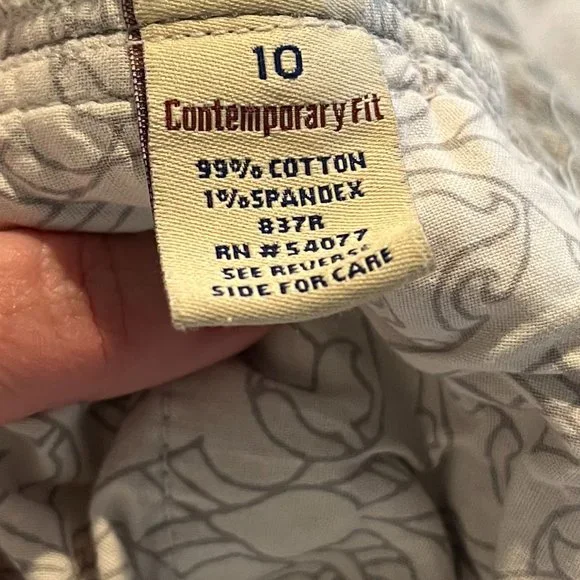 10
Contemporary Fit
99% COTTON
1% SPANDEX
837R
RN # 54077
SEE REVERSE
SIDE FOR CARE